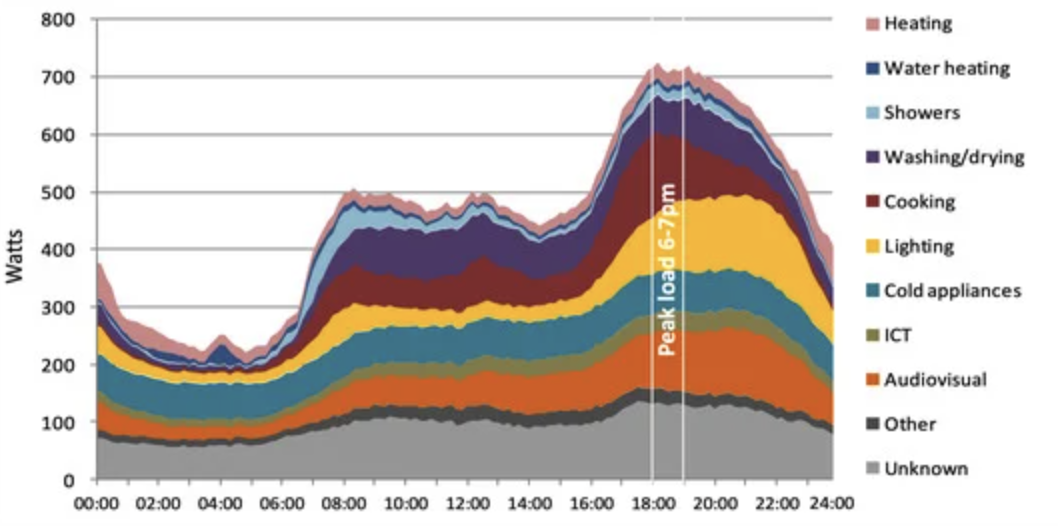 800
700
600
500
400
300
200
100
0
Watts
00:00 02:00 04:00 06:00 08:00 10:00 12:00 14:00 16:00 18:00 20:00 22:00 24:00
Peak load 6-7pm
Heating
Water heating
Showers
Washing/drying
Cooking
Lighting
Cold appliances
ICT
Audiovisual
Other
Unknown